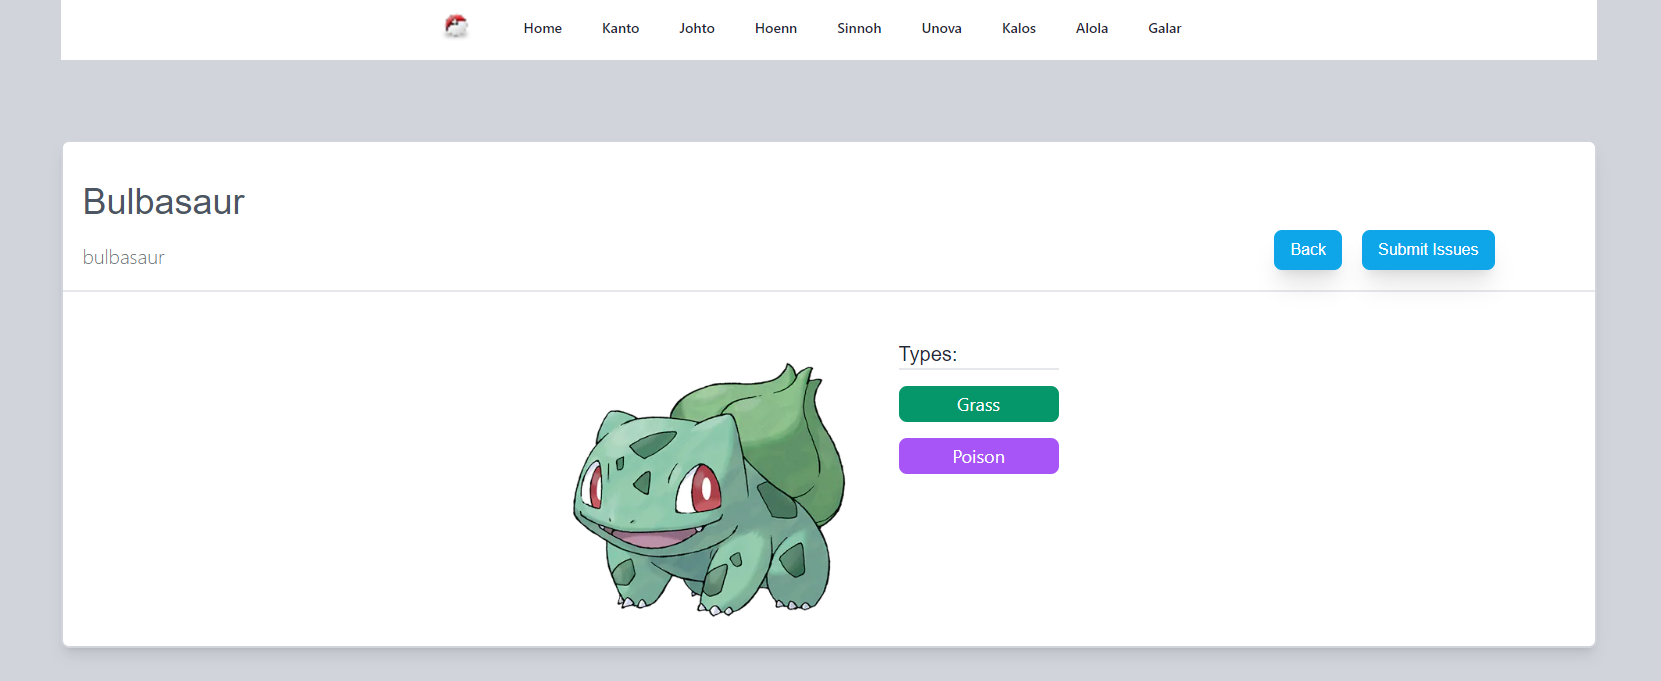 Home Kanto Johto Hoenn Sinnoh Unova Kalos Alola Galar
Bulbasaur
bulbasaur
Back Submit Issues
Types:
Grass
Poison